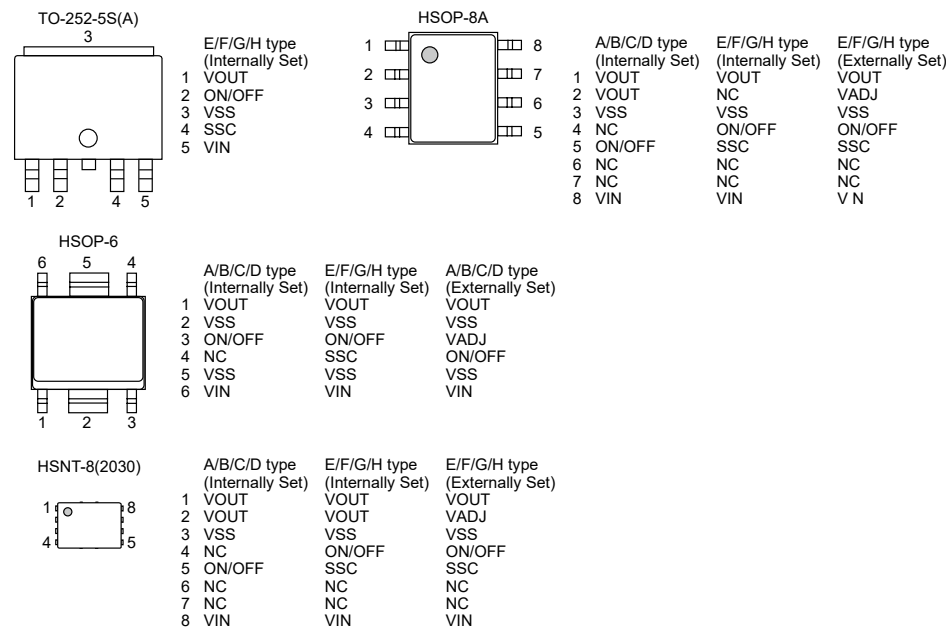 TO-252-5S(A)
3
1 2 4 5
E/F/G/H type
(Internally Set)
1 VOUT
2 ON/OFF
3 VSS
4 SSC
5 VIN
HSOP-8A
1 8
2 7
3 6
4 5
A/B/C/D type E/F/G/H type E/F/G/H type
(Internally Set) (Internally Set) (Externally Set)
1 VOUT VOUT VOUT
2 VOUT NC VADJ
3 VSS VSS VSS
4 NC ON/OFF ON/OFF
5 ON/OFF SSC SSC
6 NC NC NC
7 NC NC NC
8 VIN VIN V N
HSOP-6
6 5 4
1 2 3
A/B/C/D type E/F/G/H type A/B/C/D type
(Internally Set) (Internally Set) (Externally Set)
1 VOUT VOUT VOUT
2 VSS VSS VSS
3 ON/OFF ON/OFF VADJ
4 NC SSC ON/OFF
5 VSS VSS VSS
6 VIN VIN VIN
HSNT-8(2030)
1 8
4 5
A/B/C/D type E/F/G/H type E/F/G/H type
(Internally Set) (Internally Set) (Externally Set)
1 VOUT VOUT VOUT
2 VOUT VOUT VADJ
3 VSS VSS VSS
4 NC ON/OFF ON/OFF
5 ON/OFF SSC SSC
6 NC NC NC
7 NC NC NC
8 VIN VIN VIN